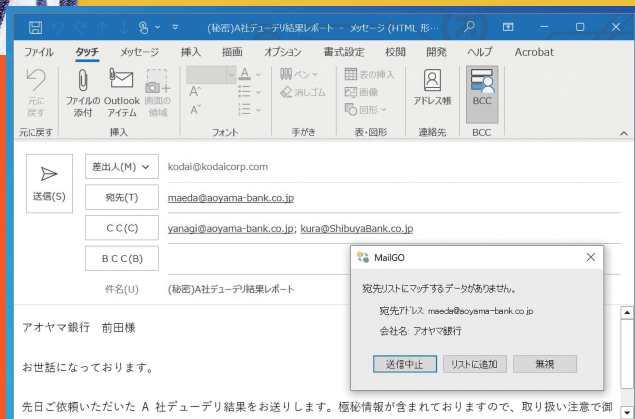 (秘密)A社デューデリ結果レポート - メッセージ (HTML 形…
ファイル タッチ メッセージ 挿入 描画 オプション 書式設定 校閲 開発 ヘルプ Acrobat
元に戻す
ファイルの添付
Outlook アイテム
画面の領域
A
A^
A˅
ペン
消しゴム
表の挿入
画像
図形
アドレス帳
BCC
元に戻す 挿入 フォント 手がき 表・図形 連絡先 BCC
送信(S)
差出人(M) kodai@kodaicorp.com
宛先(T) maeda@aoyama-bank.co.jp
C C(C) yanagi@aoyama-bank.co.jp; kura@ShibuyaBank.co.jp
B C C(B)
件名(U) (秘密)A社デューデリ結果レポート
MailGO
宛先リストにマッチするデータがありません。
宛先アドレス: maeda@aoyama-bank.co.jp
会社名: アオヤマ銀行
送信中止 リストに追加 無視
アオヤマ銀行 前田様
お世話になっております。
先日ご依頼いただいた A 社デューデリ結果をお送りします。極秘情報が含まれておりますので、取り扱い注意で御